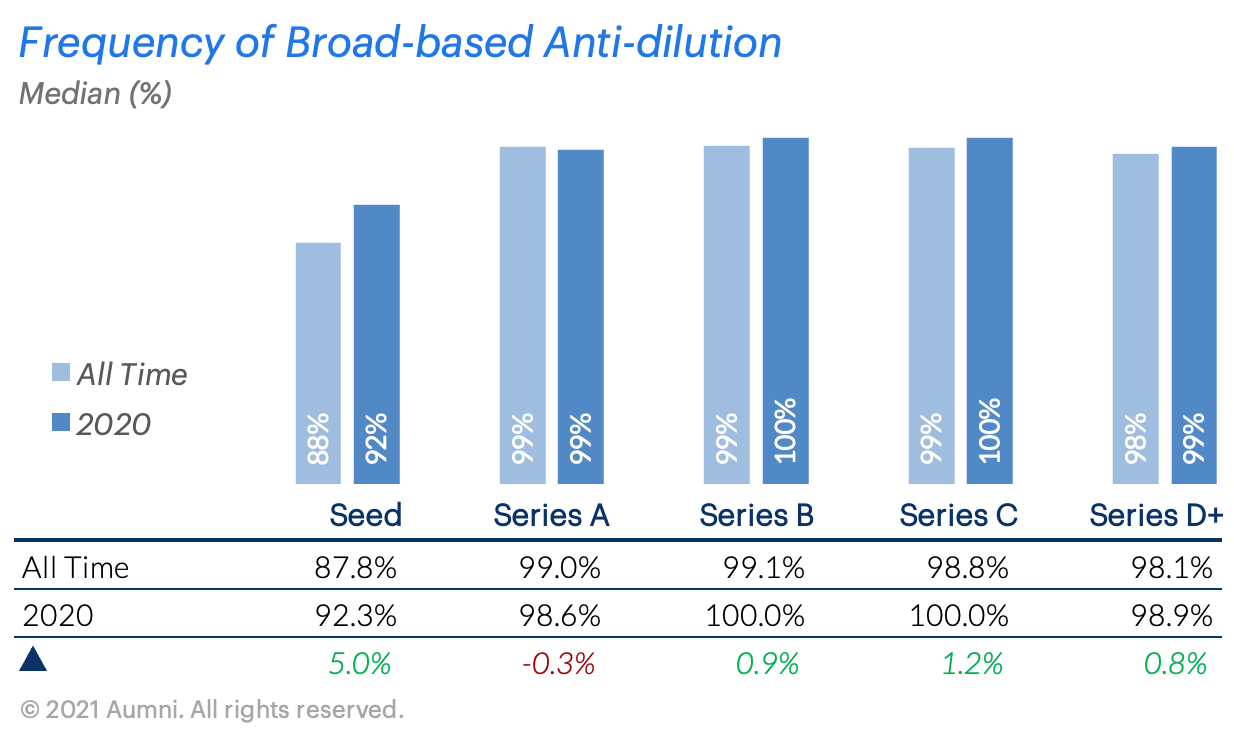 Frequency of Broad-based Anti-dilution
Median (%)
All Time
2020
88% 92% 99% 99% 99% 100% 99% 100% 98% 99%
Seed Series A Series B Series C Series D+
All Time 87.8% 99.0% 99.1% 98.8% 98.1%
2020 92.3% 98.6% 100.0% 100.0% 98.9%
▲ 5.0% -0.3% 0.9% 1.2% 0.8%
© 2021 Aumni. All rights reserved.